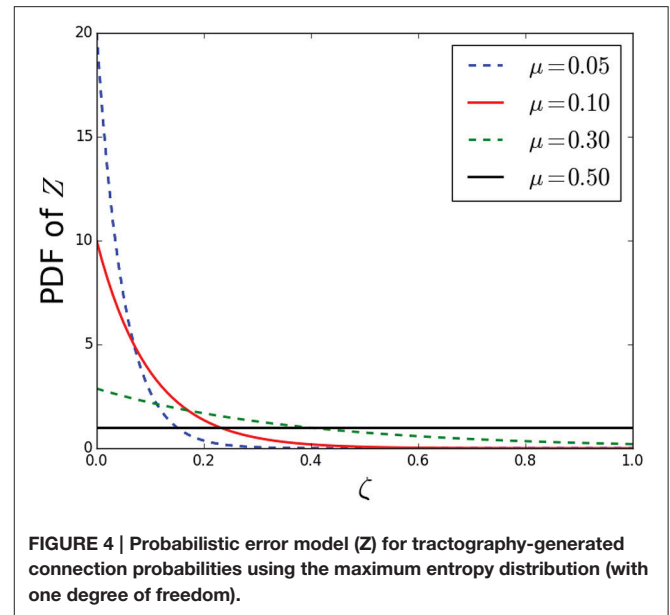 20
15
10
5
0
0.0 0.2 0.4 0.6 0.8 1.0
PDF of Z
ζ
μ=0.05
μ=0.10
μ=0.30
μ=0.50
FIGURE 4 | Probabilistic error model (Z) for tractography-generated
connection probabilities using the maximum entropy distribution (with
one degree of freedom).